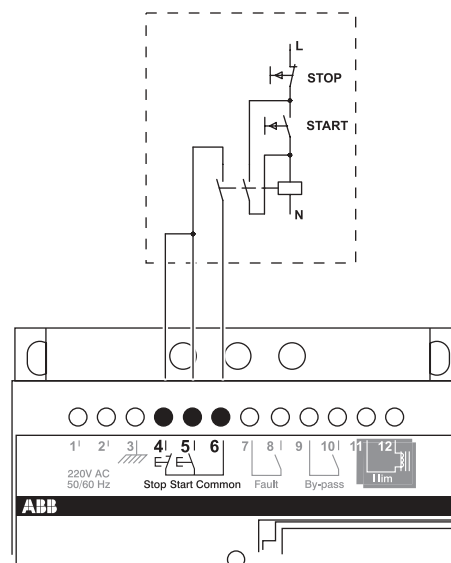 L
STOP
START
N
1 2 3 4 5 6 7 8 9 10 11 12
220V AC
50/60 Hz
Stop Start Common
Fault
By-pass
I lim
ABB